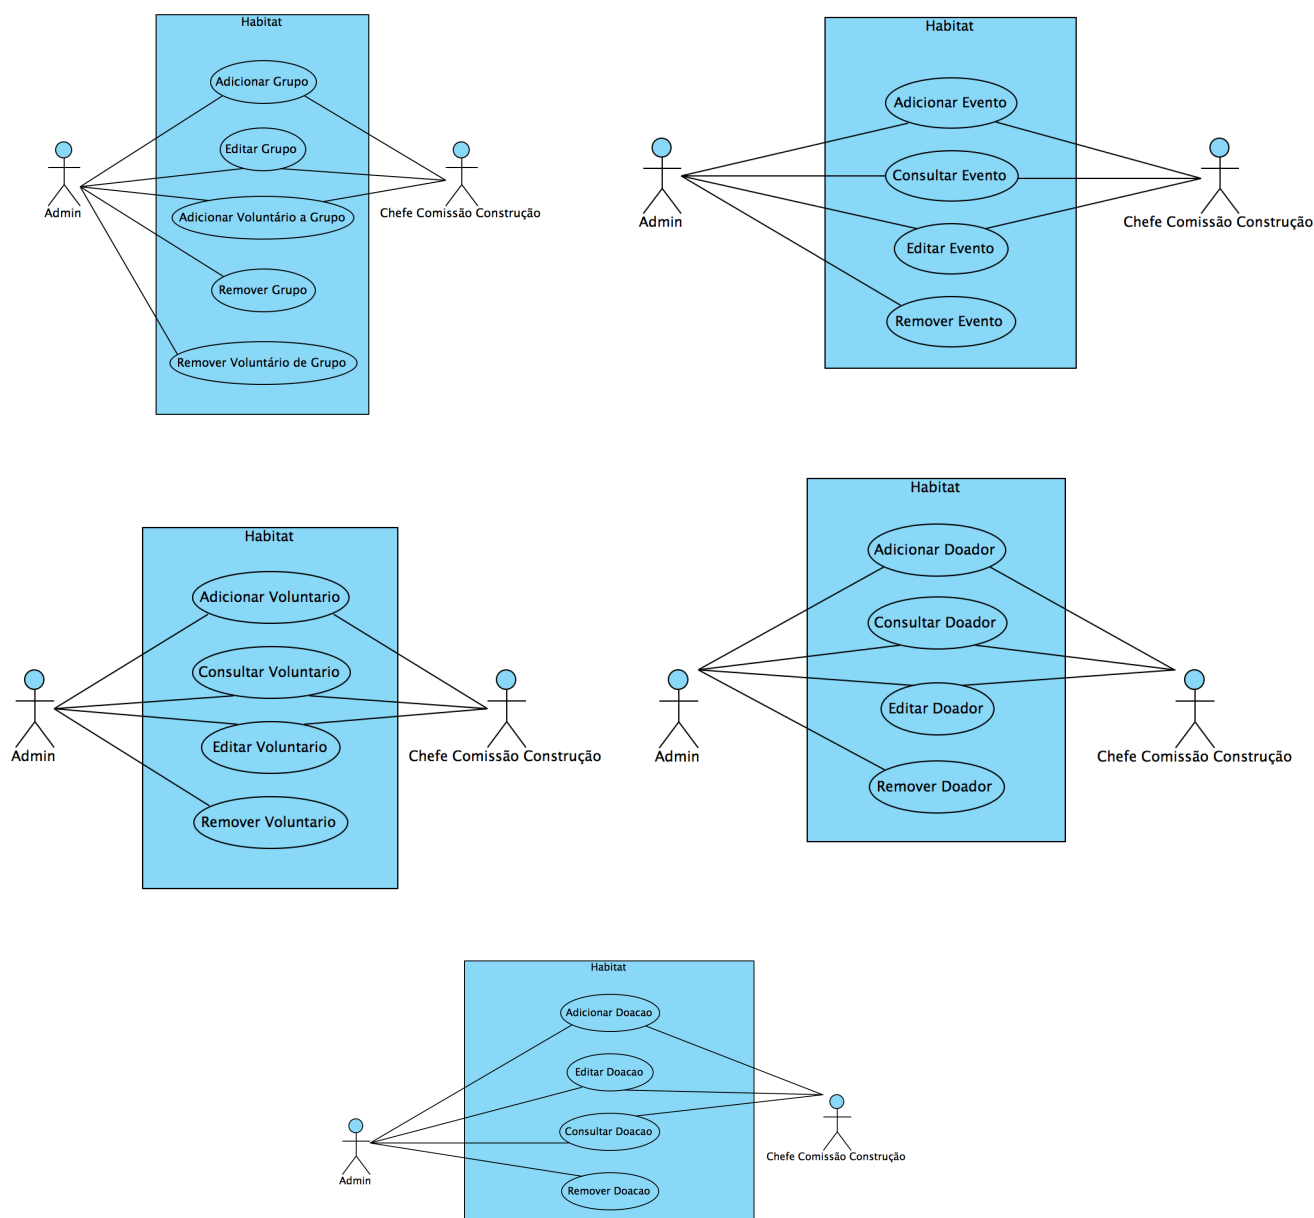 Habitat
Adicionar Grupo
Editar Grupo
Adicionar Voluntário a Grupo
Remover Grupo
Remover Voluntário de Grupo
Admin
Chefe Comissão Construção
Habitat
Adicionar Evento
Consultar Evento
Editar Evento
Remover Evento
Admin
Chefe Comissão Construção
Habitat
Adicionar Voluntario
Consultar Voluntario
Editar Voluntario
Remover Voluntario
Admin
Chefe Comissão Construção
Habitat
Adicionar Doador
Consultar Doador
Editar Doador
Remover Doador
Admin
Chefe Comissão Construção
Habitat
Adicionar Doacao
Editar Doacao
Consultar Doacao
Remover Doacao
Admin
Chefe Comissão Construção